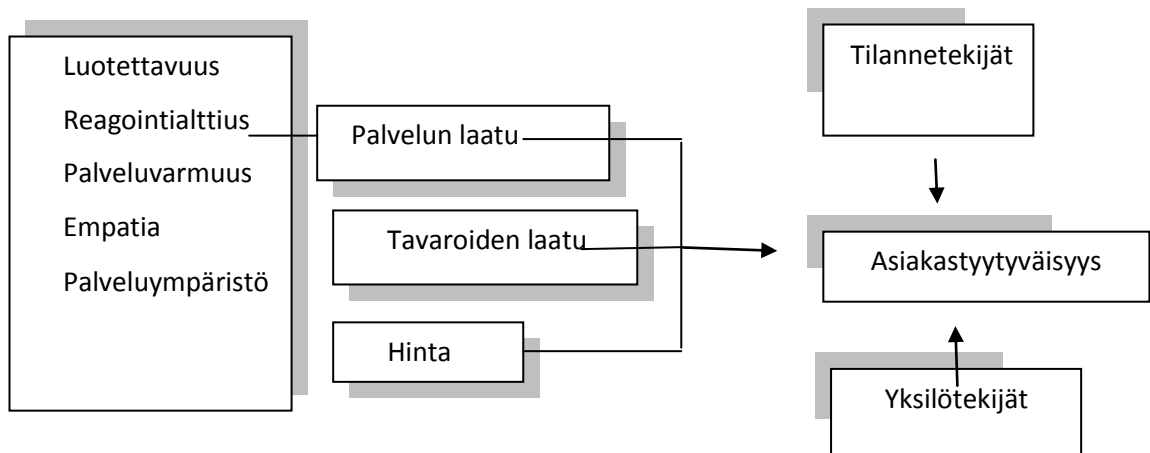 Luotettavuus
Reagointialttius
Palveluvarmuus
Empatia
Palveluympäristö
Palvelun laatu
Tavaroiden laatu
Hinta
Tilannetekijät
Asiakastyytyväisyys
Yksilötekijät